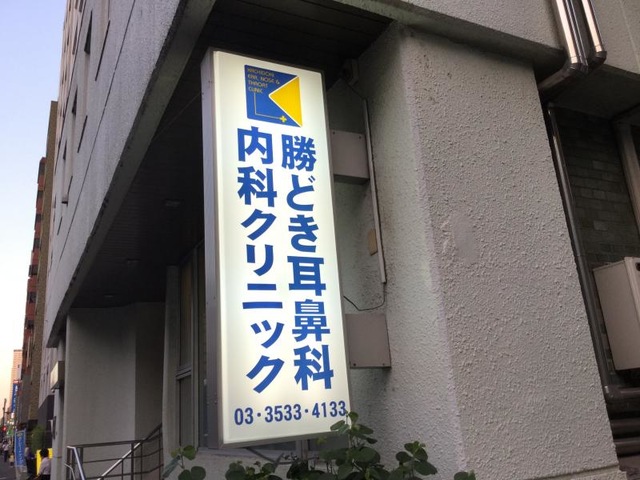 KACHIDOKI
EAR, NOSE &
THROAT
CLINIC
勝どき耳鼻科
内科クリニック
03・3533・4133